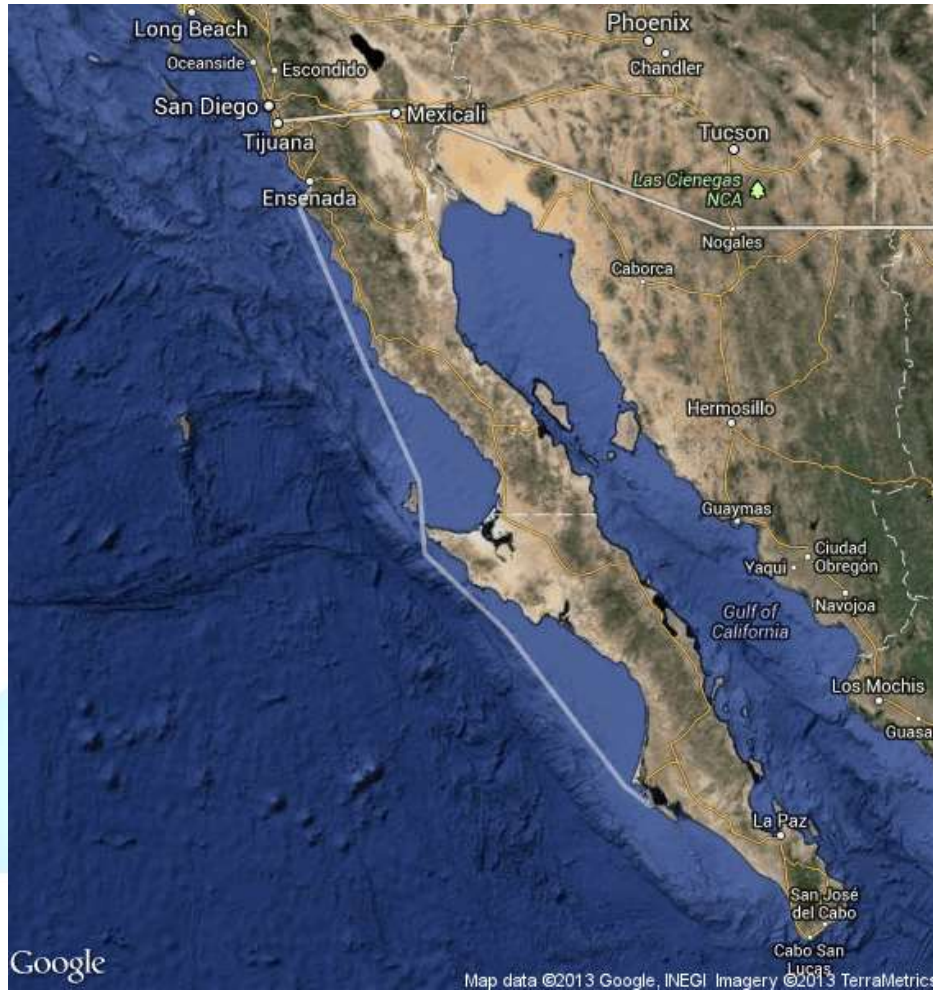 Long Beach
Oceanside
Escondido
San Diego
Tijuana
Mexicali
Ensenada
Phoenix
Chandler
Tucson
Las Cienegas
NCA
Nogales
Caborca
Hermosillo
Guaymas
Ciudad
Obregón
Yaqui
Navojoa
Gulf of
California
Los Mochis
Guasa
La Paz
San José
del Cabo
Cabo San
Lucas
Google
Map data ©2013 Google, INEGI Imagery ©2013 TerraMetrics